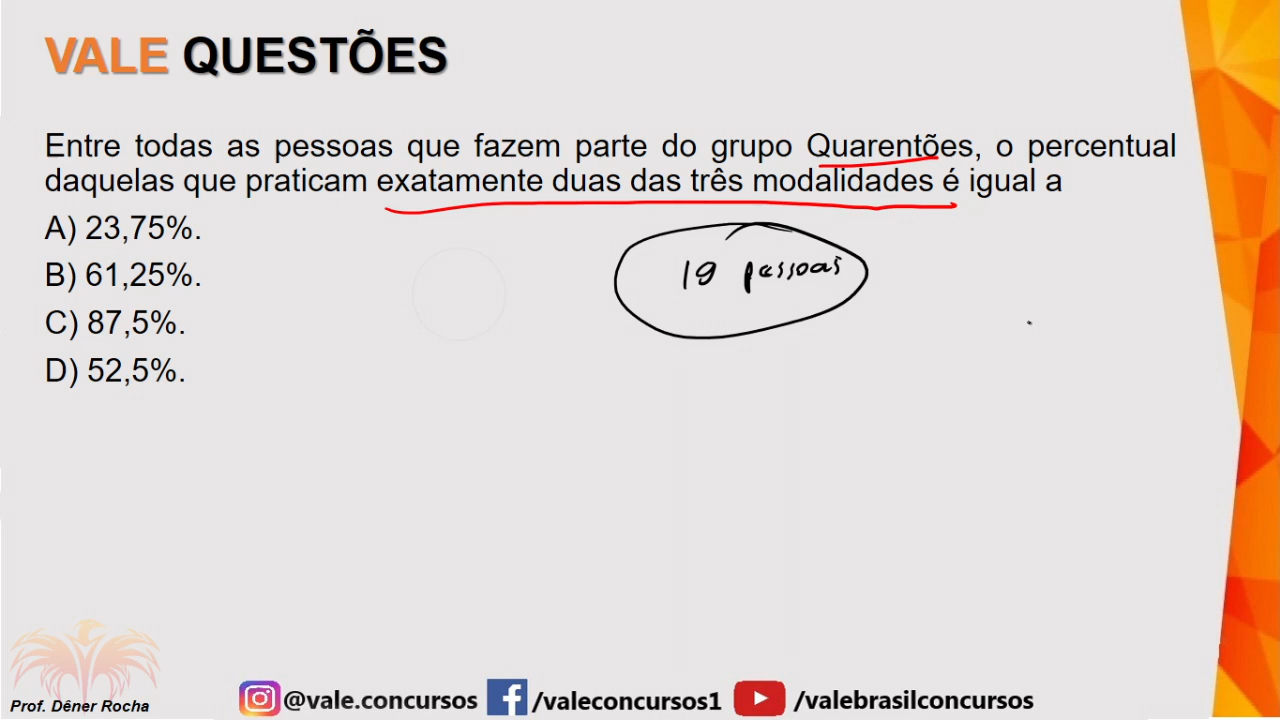 VALE QUESTÕES
Entre todas as pessoas que fazem parte do grupo Quarentões, o percentual
daquelas que praticam exatamente duas das três modalidades é igual a
A) 23,75%.
B) 61,25%.
C) 87,5%.
D) 52,5%.
19 pessoas
Prof. Dêner Rocha
@vale.concursos
/valeconcursos1
/valebrasilconcursos